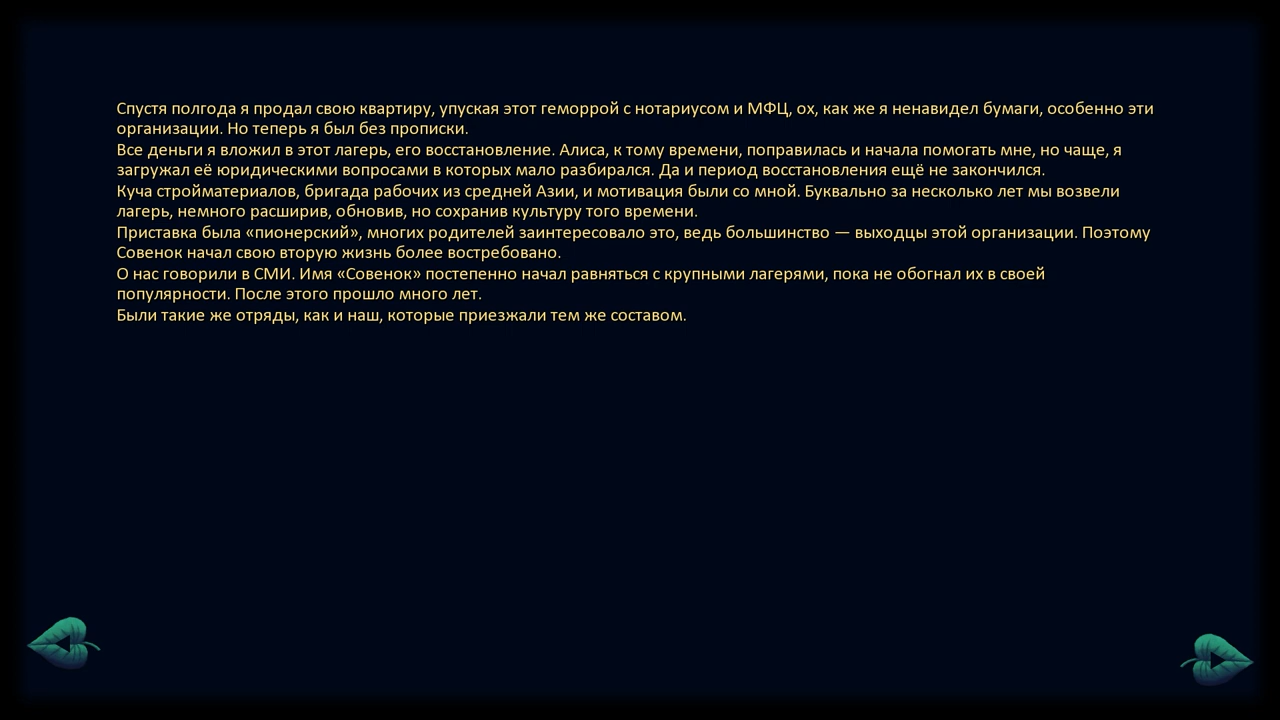 Спустя полгода я продал свою квартиру, упуская этот геморрой с нотариусом и МФЦ, ох, как же я ненавидел бумаги, особенно эти
организации. Но теперь я был без прописки.
Все деньги я вложил в этот лагерь, его восстановление. Алиса, к тому времени, поправилась и начала помогать мне, но чаще, я
загружал её юридическими вопросами в которых мало разбирался. Да и период восстановления ещё не закончился.
Куча стройматериалов, бригада рабочих из средней Азии, и мотивация были со мной. Буквально за несколько лет мы возвели
лагерь, немного расширив, обновив, но сохранив культуру того времени.
Приставка была «пионерский», многих родителей заинтересовало это, ведь большинство — выходцы этой организации. Поэтому
Совенок начал свою вторую жизнь более востребовано.
О нас говорили в СМИ. Имя «Совенок» постепенно начал равняться с крупными лагерями, пока не обогнал их в своей
популярности. После этого прошло много лет.
Были такие же отряды, как и наш, которые приезжали тем же составом.